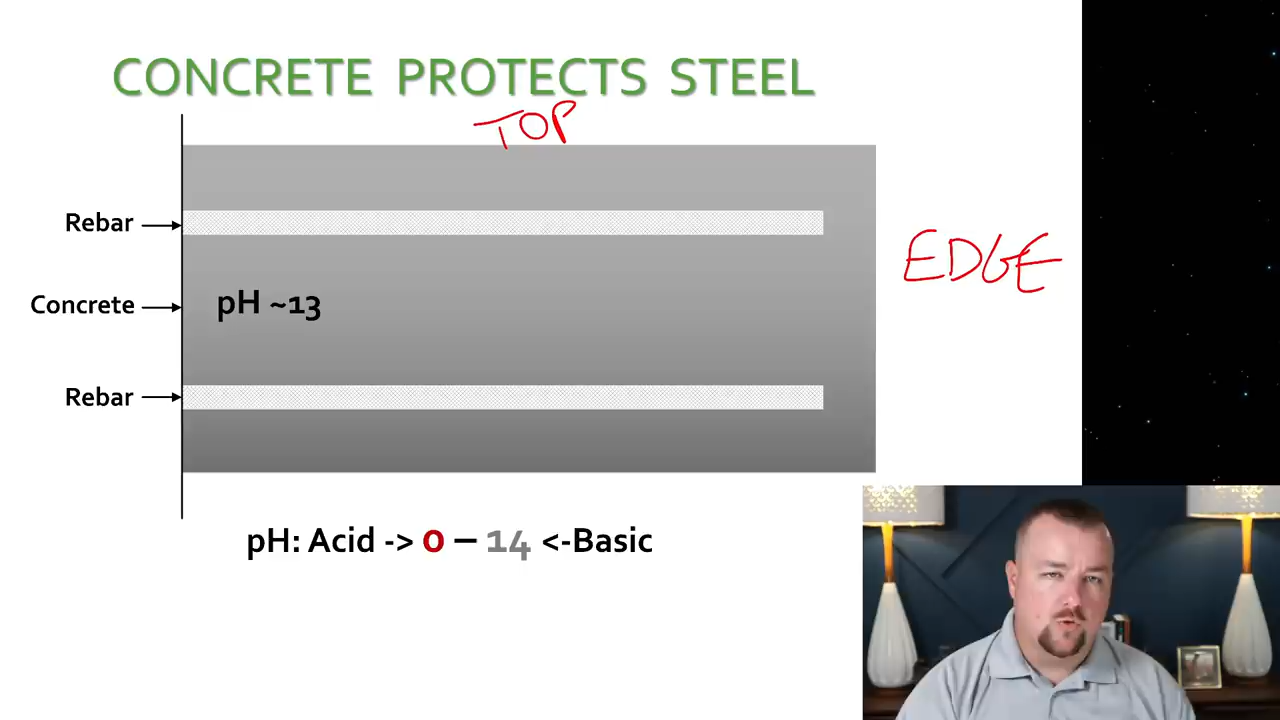 CONCRETE PROTECTS STEEL
TOP
Rebar
EDGE
Concrete
pH ~13
Rebar
pH: Acid -> 0 – 14 <-Basic